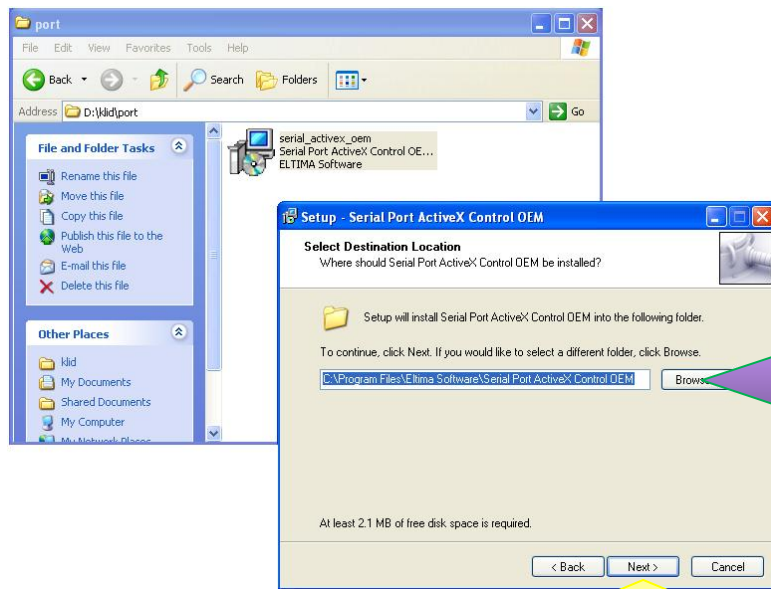 port
File Edit View Favorites Tools Help
Back Search Folders
Address D:\klid\port Go
File and Folder Tasks
Rename this file
Move this file
Copy this file
Publish this file to the
Web
E-mail this file
Delete this file
Other Places
klid
My Documents
Shared Documents
My Computer
My Network Places
serial_activex_oem
Serial Port ActiveX Control OE...
ELTIMA Software
Setup - Serial Port ActiveX Control OEM
Select Destination Location
Where should Serial Port ActiveX Control OEM be installed?
Setup will install Serial Port ActiveX Control OEM into the following folder.
To continue, click Next. If you would like to select a different folder, click Browse.
C:\Program Files\Eltima Software\Serial Port ActiveX Control OEM Brows
At least 2.1 MB of free disk space is required.
< Back Next > Cancel